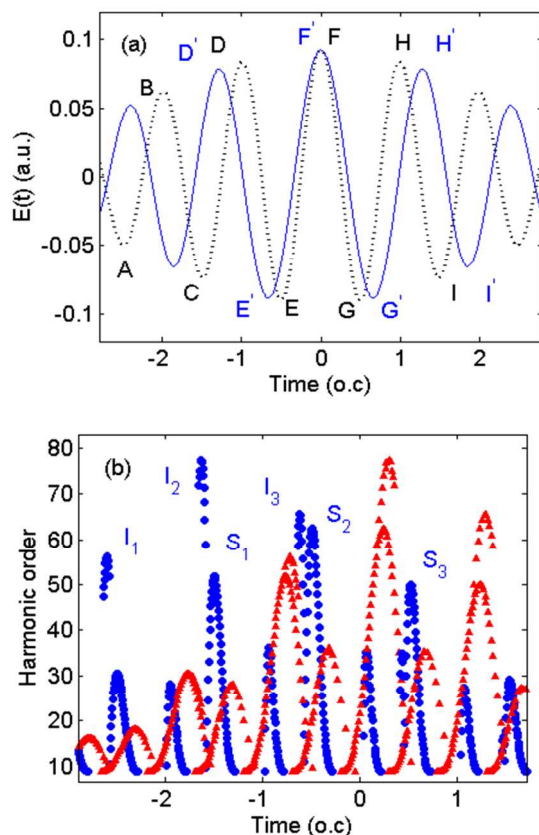 (a)
D' D F' F H H'
B
A C E' E G G' I I'
E(t) (a.u.)
0.1
0.05
0
-0.05
-0.1
-2 -1 0 1 2
Time (o.c)
(b)
I1 I2 S1 I3 S2 S3
Harmonic order
80
70
60
50
40
30
20
10
-2 -1 0 1
Time (o.c)